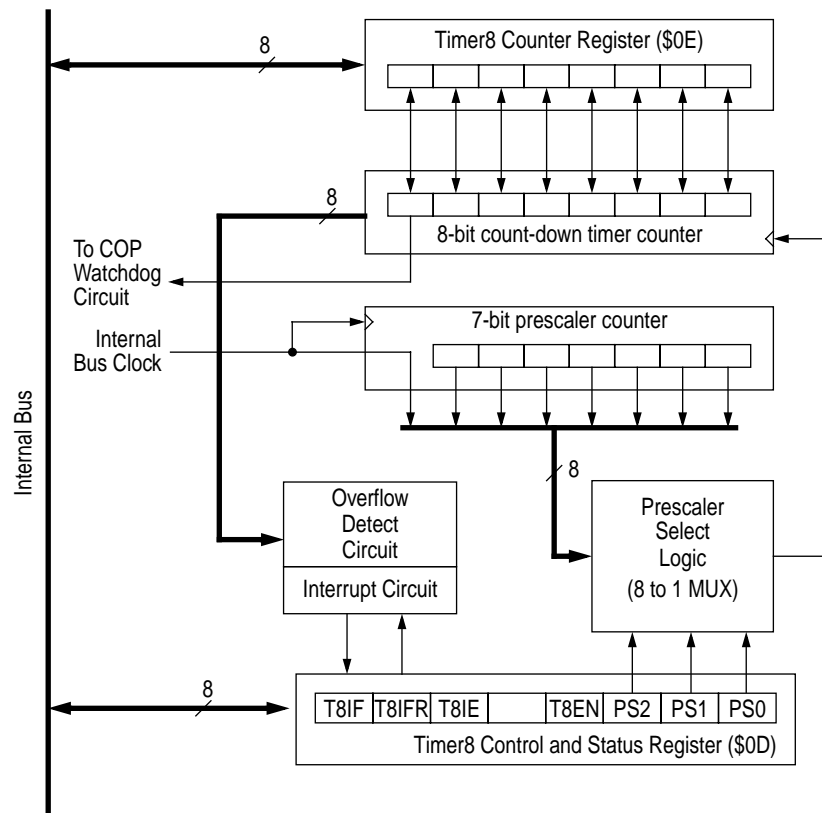 8
Timer8 Counter Register ($0E)
8
8-bit count-down timer counter
To COP
Watchdog
Circuit
7-bit prescaler counter
Internal
Bus Clock
Internal Bus
8
Overflow
Detect
Circuit
Interrupt Circuit
Prescaler
Select
Logic
(8 to 1 MUX)
8
T8IF T8IFR T8IE T8EN PS2 PS1 PS0
Timer8 Control and Status Register ($0D)